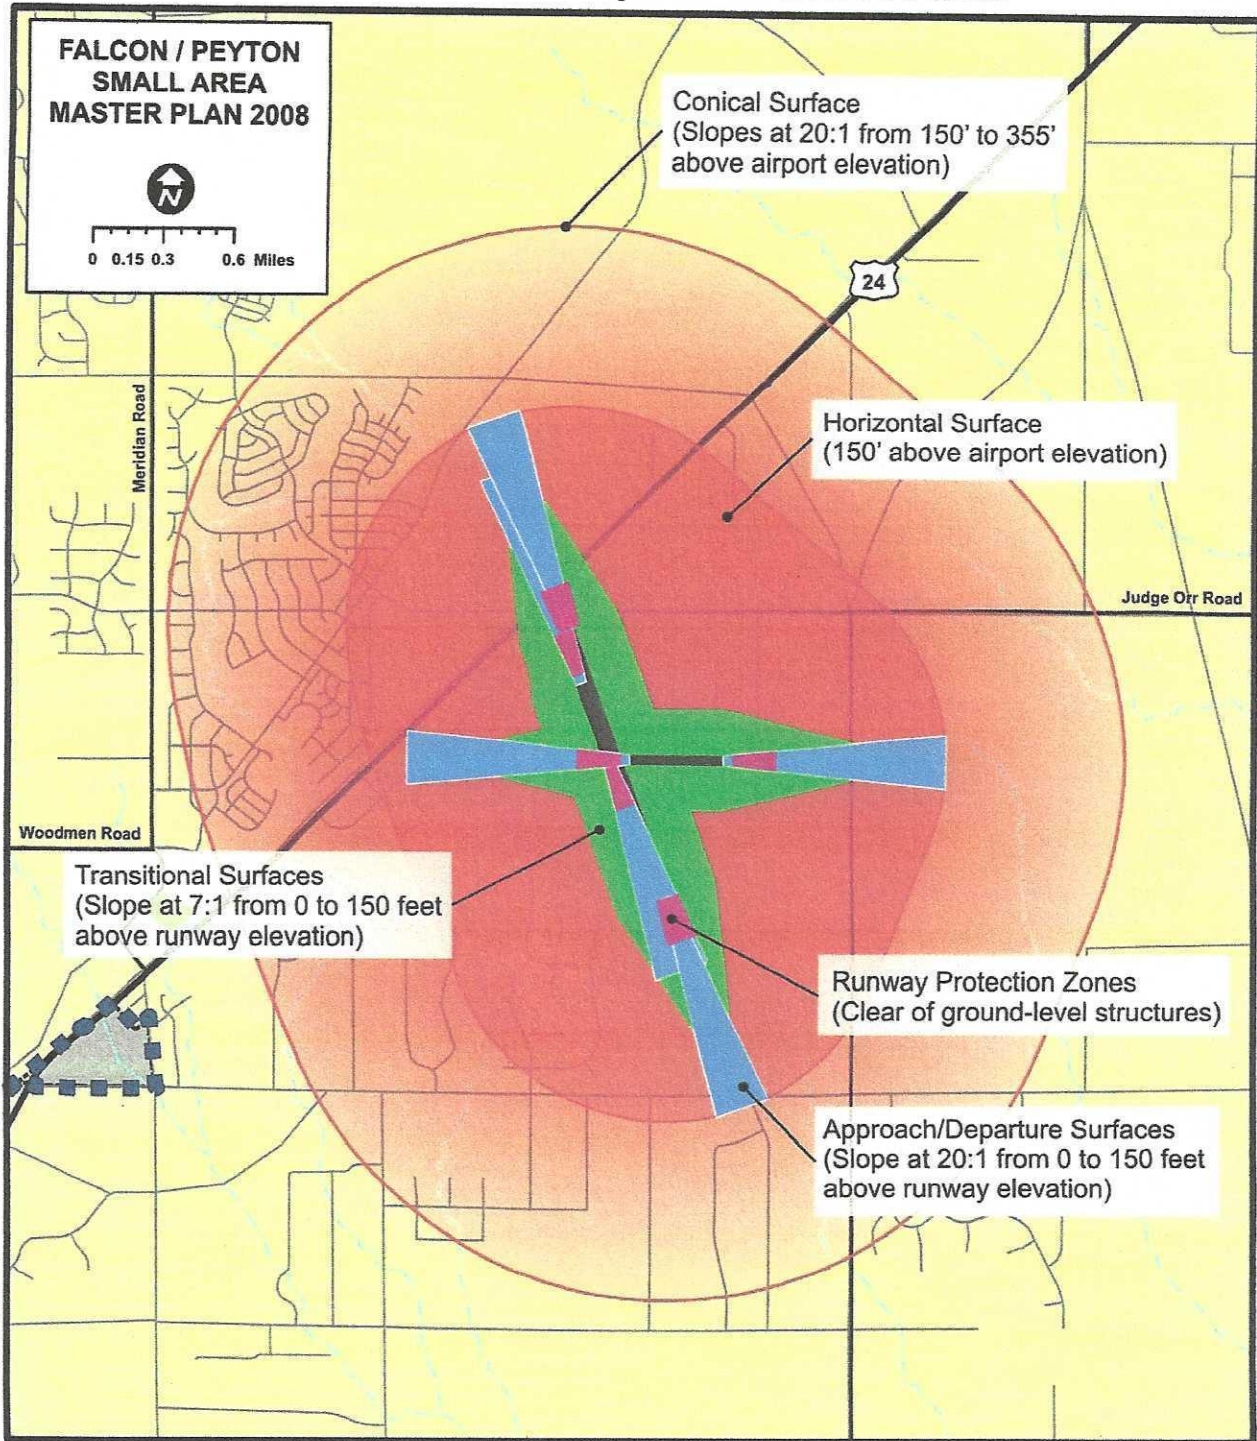 FALCON / PEYTON
SMALL AREA
MASTER PLAN 2008
N
0 0.15 0.3 0.6 Miles
Conical Surface
(Slopes at 20:1 from 150' to 355'
above airport elevation)
24
Meridian Road
Horizontal Surface
(150' above airport elevation)
Judge Orr Road
Woodmen Road
Transitional Surfaces
(Slope at 7:1 from 0 to 150 feet
above runway elevation)
Runway Protection Zones
(Clear of ground-level structures)
Approach/Departure Surfaces
(Slope at 20:1 from 0 to 150 feet
above runway elevation)